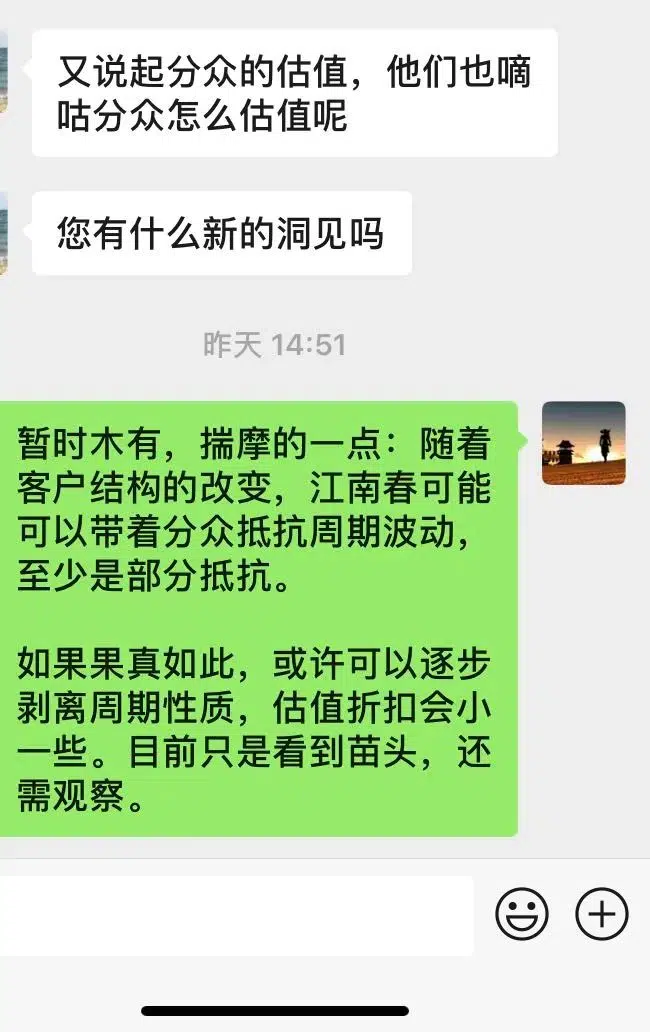 又说起分众的估值，他们也嘀
咕分众怎么估值呢
您有什么新的洞见吗
昨天 14:51
暂时木有，揣摩的一点：随着
客户结构的改变，江南春可能
可以带着分众抵抗周期波动，
至少是部分抵抗。
如果果真如此，或许可以逐步
剥离周期性质，估值折扣会小
一些。目前只是看到苗头，还
需观察。